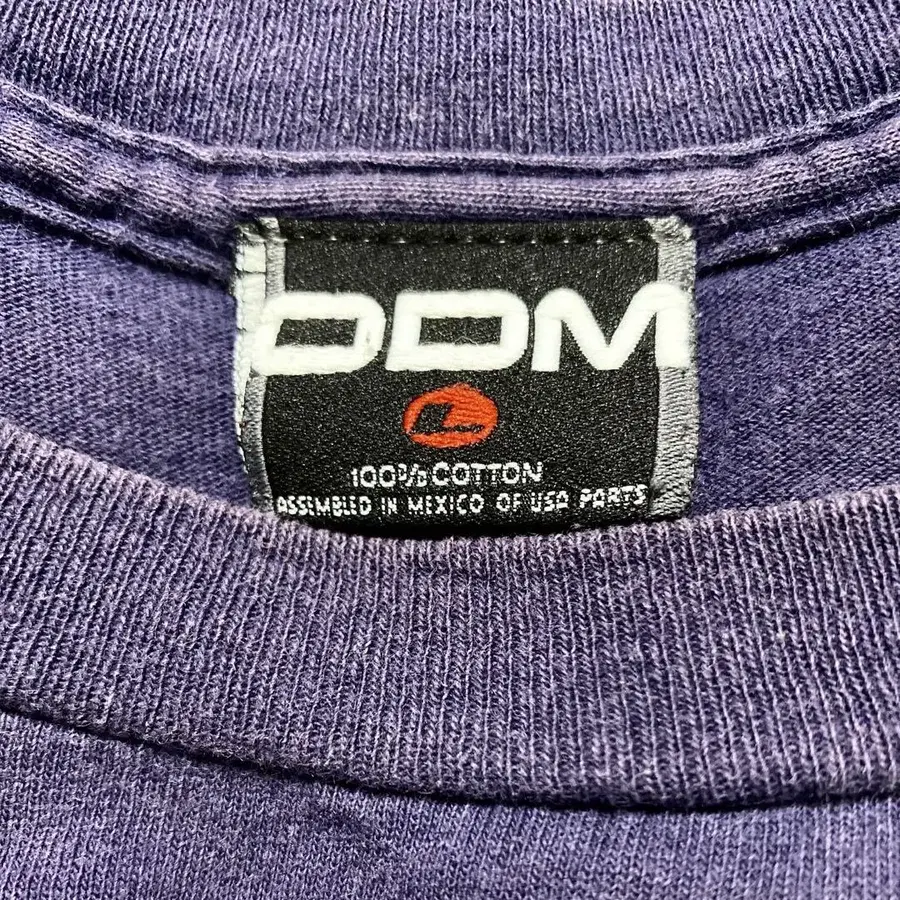 ODM
100% COTTON
ASSEMBLED IN MEXICO OF USA PARTS